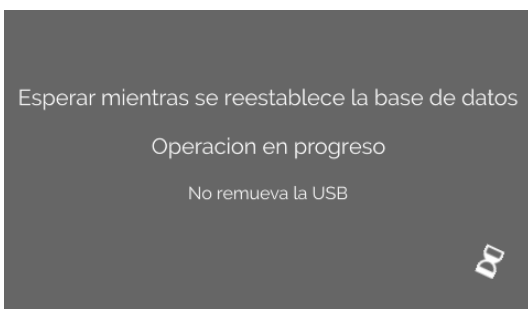 Esperar mientras se reestablece la base de datos
Operacion en progreso
No remueva la USB